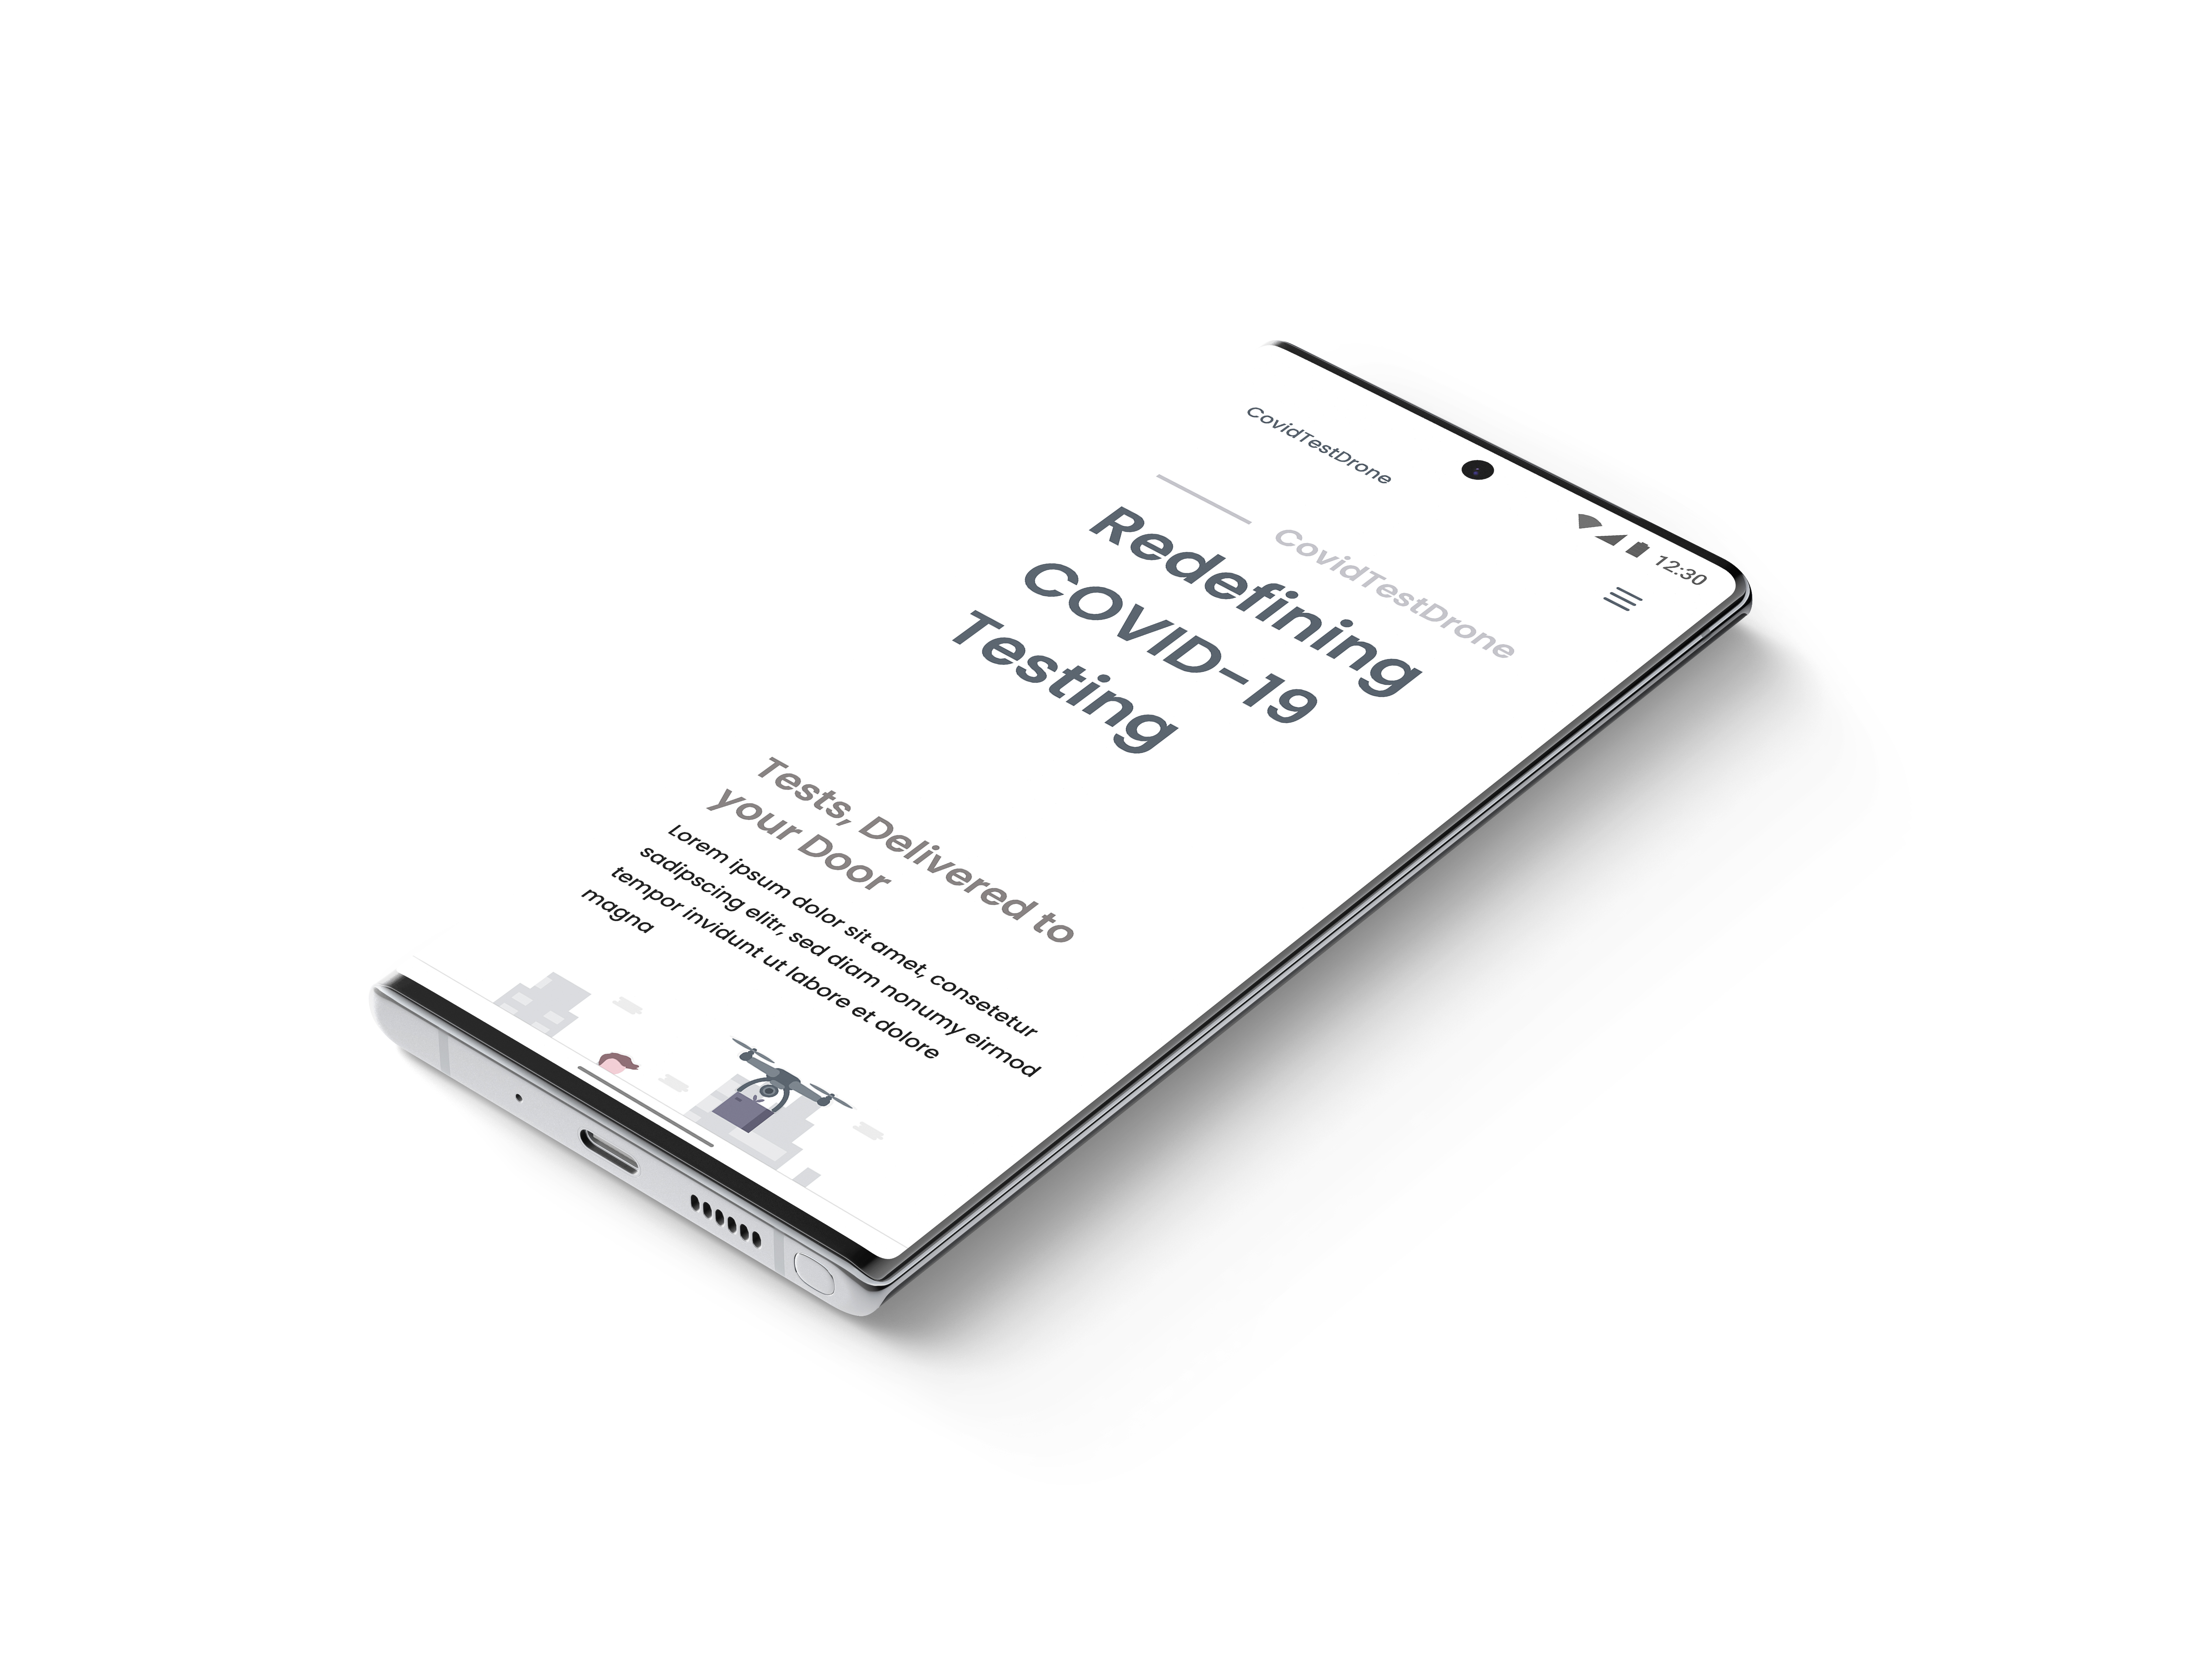 12:30
CovidTestDrone
CovidTestDrone
Redefining
COVID-19
Testing
Tests, Delivered to
your Door
Lorem ipsum dolor sit amet, consetetur
sadipscing elitr, sed diam nonumy eirmod
tempor invidunt ut labore et dolore
magna